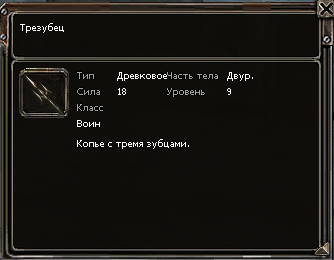 Трезубец
Тип Древковое Часть тела Двур.
Сила 18 Уровень 9
Класс
Воин
Копье с тремя зубцами.